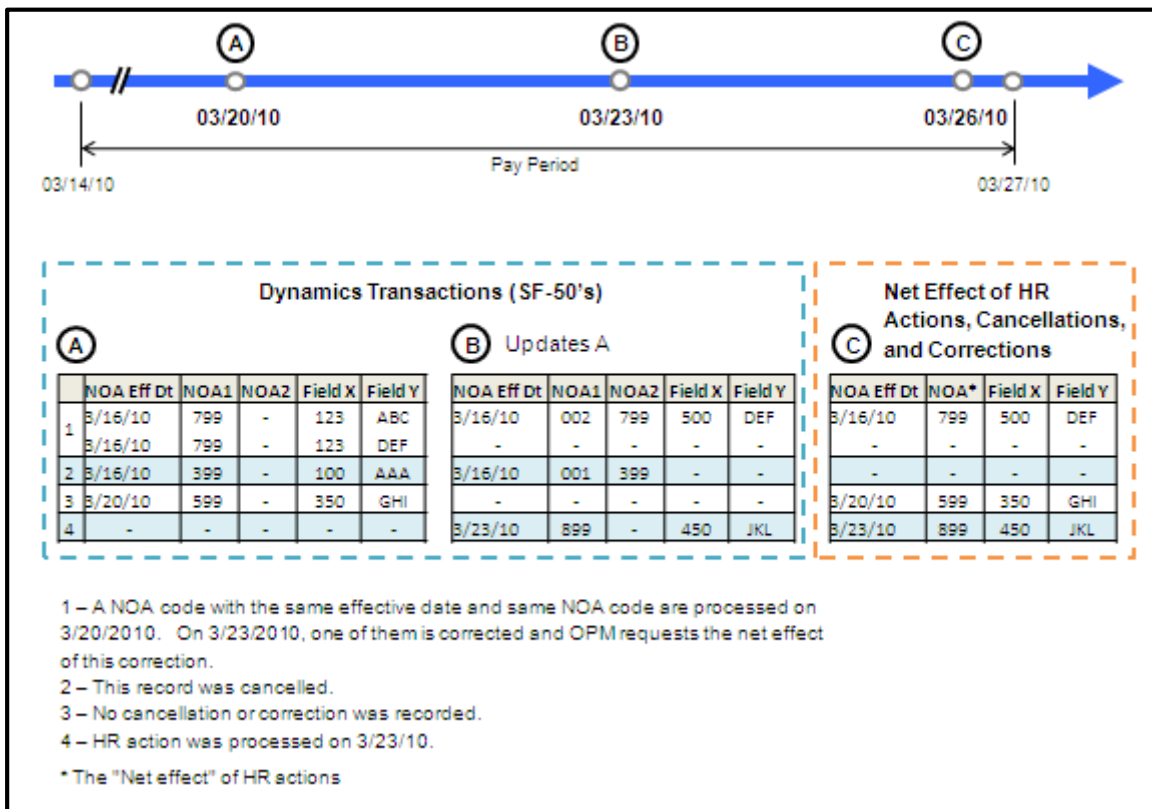 A B C
//
03/20/10 03/23/10 03/26/10
Pay Period
03/14/10 03/27/10
Dynamics Transactions (SF-50's)
Net Effect of HR
Actions, Cancellations,
and Corrections
A
B Updates A
C
NOA Eff Dt NOA1 NOA2 Field X Field Y
1 3/16/10 799 - 123 ABC
3/16/10 799 - 123 DEF
2 3/16/10 399 - 100 AAA
3 3/20/10 599 - 350 GHI
4 - - - - -
NOA Eff Dt NOA1 NOA2 Field X Field Y
3/16/10 002 799 500 DEF
- - - - -
3/16/10 001 399 - -
- - - - -
3/23/10 899 - 450 JKL
NOA Eff Dt NOA* Field X Field Y
3/16/10 799 500 DEF
- - - -
- - - -
3/20/10 599 350 GHI
3/23/10 899 450 JKL
1 – A NOA code with the same effective date and same NOA code are processed on
3/20/2010. On 3/23/2010, one of them is corrected and OPM requests the net effect
of this correction.
2 – This record was cancelled.
3 – No cancellation or correction was recorded.
4 – HR action was processed on 3/23/10.
* The "Net effect" of HR actions